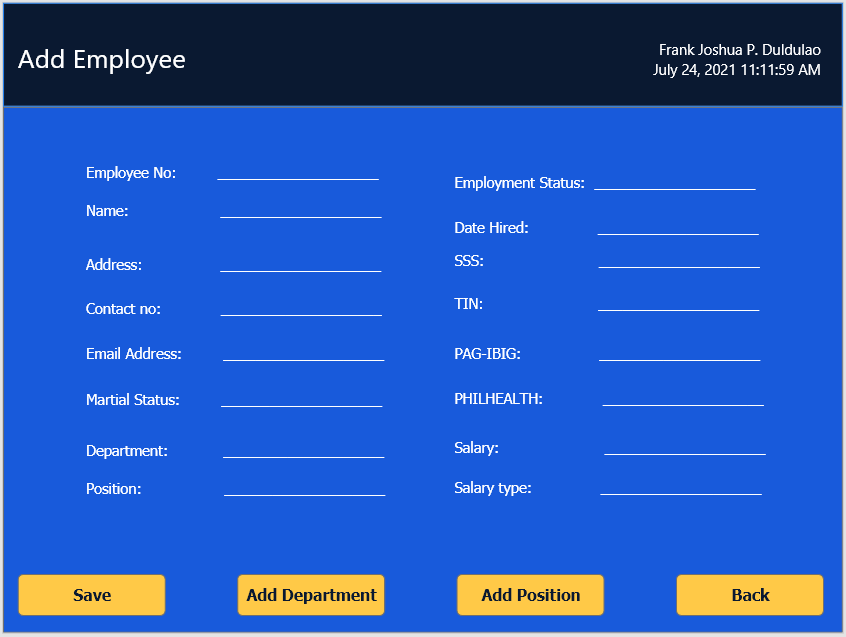 Add Employee
Frank Joshua P. Duldulao
July 24, 2021 11:11:59 AM
Employee No:
Name:
Address:
Contact no:
Email Address:
Martial Status:
Department:
Position:
Employment Status:
Date Hired:
SSS:
TIN:
PAG-IBIG:
PHILHEALTH:
Salary:
Salary type:
Save
Add Department
Add Position
Back